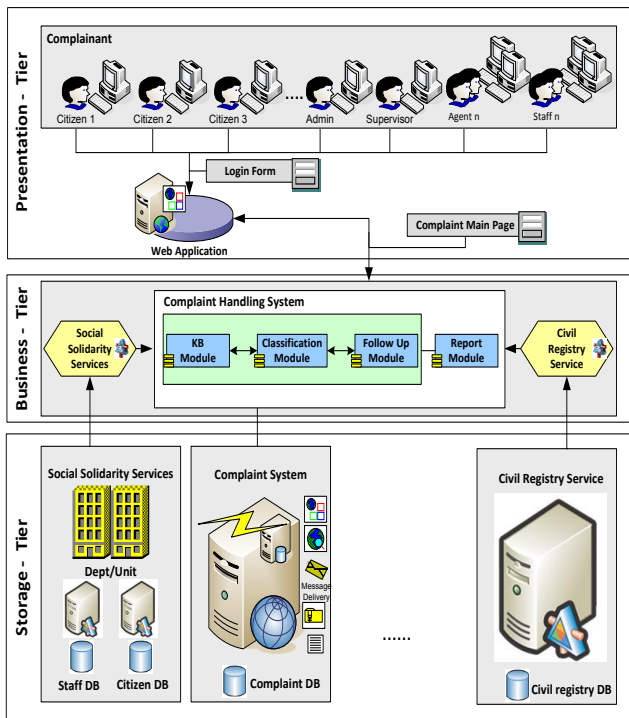 Presentation - Tier
Complainant
Citizen 1
Citizen 2
Citizen 3
....
Admin
Supervisor
Agent n
Staff n
Login Form
Complaint Main Page
Web Application
Business - Tier
Complaint Handling System
Social
Solidarity
Services
KB
Module
Classification
Module
Follow Up
Module
Report
Module
Civil
Registry
Service
Storage - Tier
Social Solidarity Services
Dept/Unit
Staff DB
Citizen DB
Complaint System
Message
Delivery
Complaint DB
......
Civil Registry Service
Civil registry DB